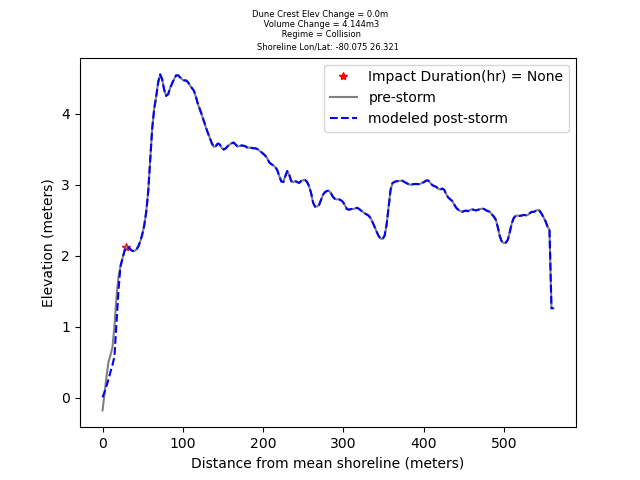 Dune Crest Elev Change = 0.0m
Volume Change = 4.144m3
Regime = Collision
Shoreline Lon/Lat: -80.075 26.321
Impact Duration(hr) = None
pre-storm
modeled post-storm
Elevation (meters)
4
3
2
1
0
0 100 200 300 400 500
Distance from mean shoreline (meters)